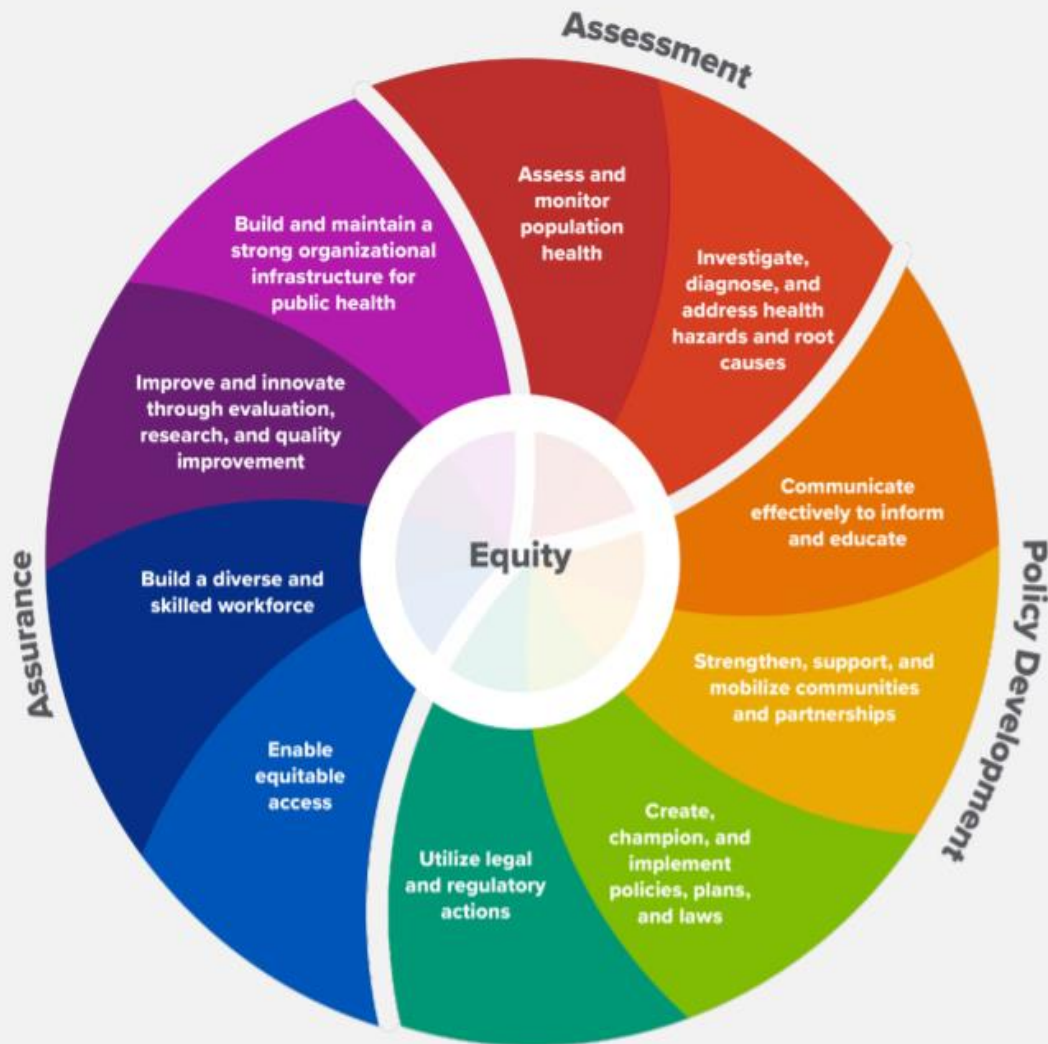 Assessment
Assess and
monitor
population
health
Investigate,
diagnose, and
address health
hazards and root
causes
Policy Development
Communicate
effectively to inform
and educate
Strengthen, support, and
mobilize communities
and partnerships
Create,
champion, and
implement
policies, plans,
and laws
Utilize legal
and regulatory
actions
Assurance
Enable
equitable
access
Build a diverse and
skilled workforce
Improve and innovate
through evaluation,
research, and quality
improvement
Build and maintain a
strong organizational
infrastructure for
public health
Equity